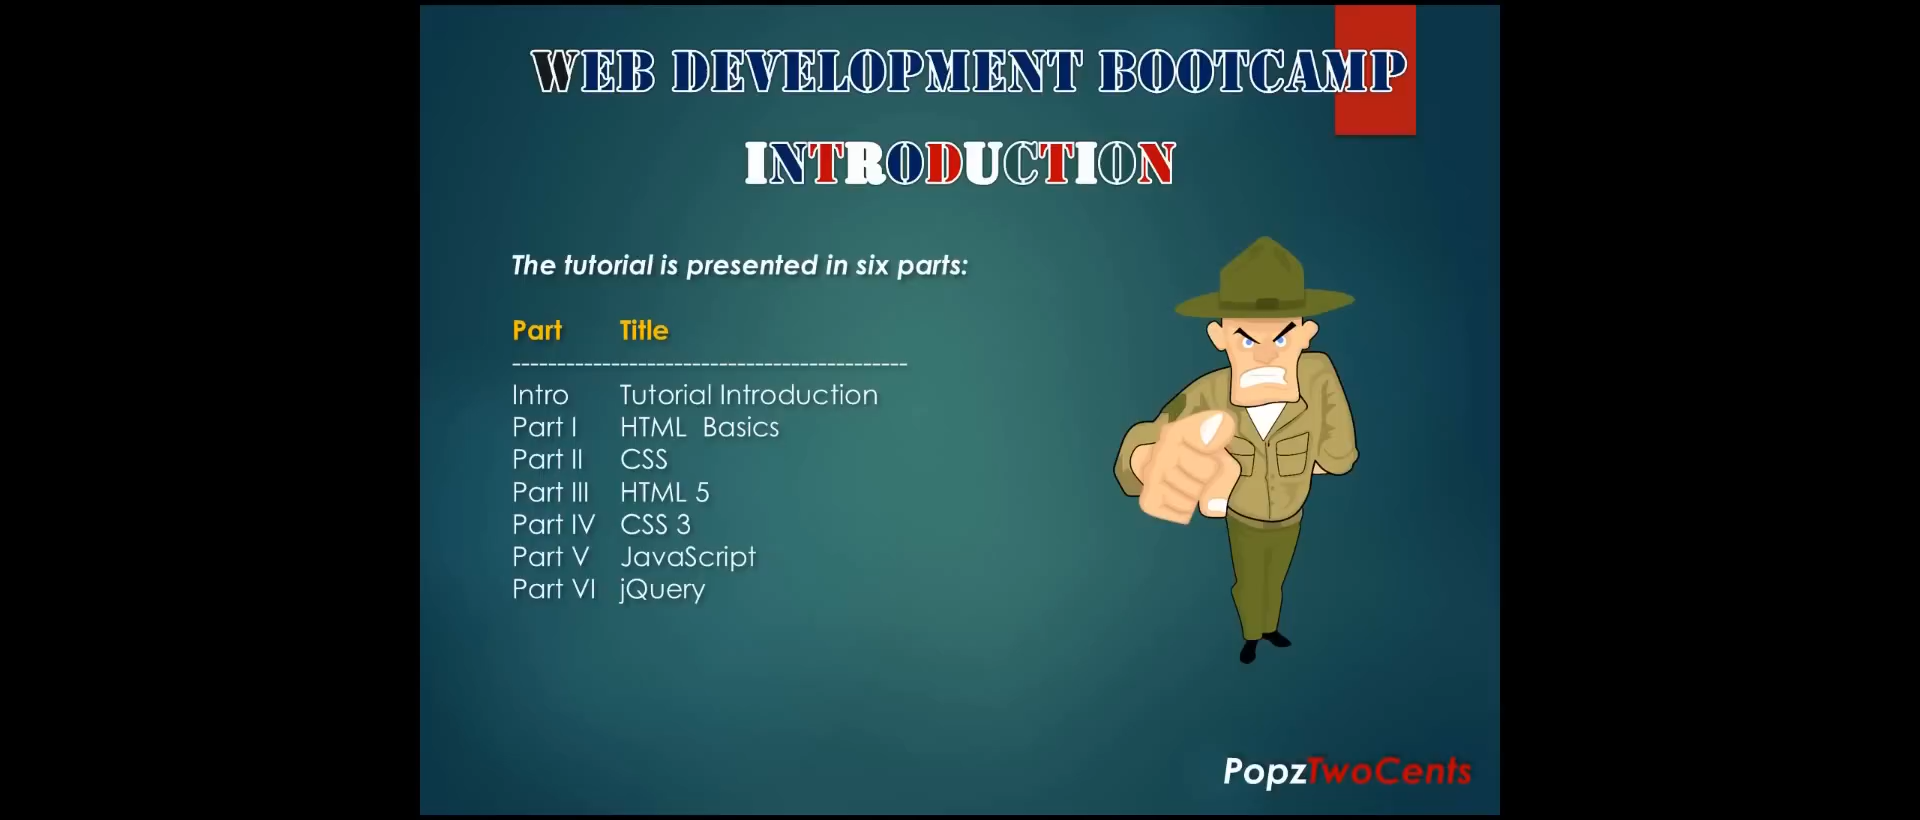 WEB DEVELOPMENT BOOTCAMP
INTRODUCTION
The tutorial is presented in six parts:
Part Title
--------------------------------------------
Intro Tutorial Introduction
Part I HTML Basics
Part II CSS
Part III HTML 5
Part IV CSS 3
Part V JavaScript
Part VI jQuery
PopzTwoCents